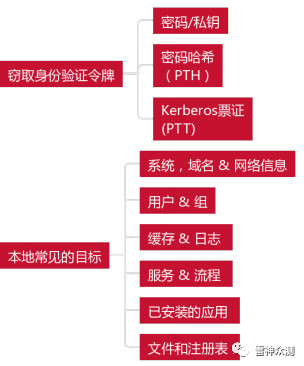 窃取身份验证令牌
密码/私钥
密码哈希
（PTH ）
Kerberos票证
(PTT)
本地常见的目标
系统，域名 & 网络信息
用户 & 组
缓存 & 日志
服务 & 流程
已安装的应用
文件和注册表
雷神众测